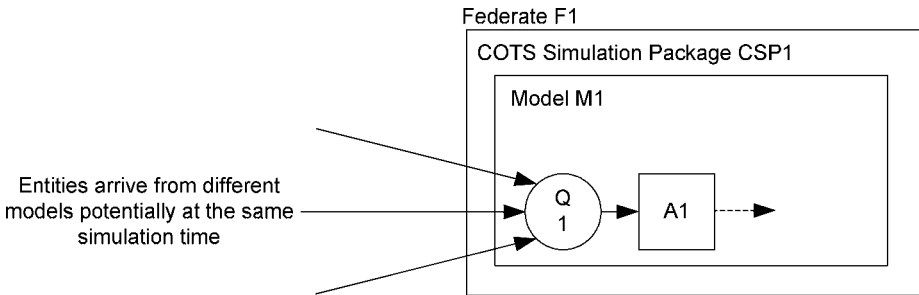 Federate F1
COTS Simulation Package CSP1
Model M1
Entities arrive from different
models potentially at the same
simulation time
Q
1
A1